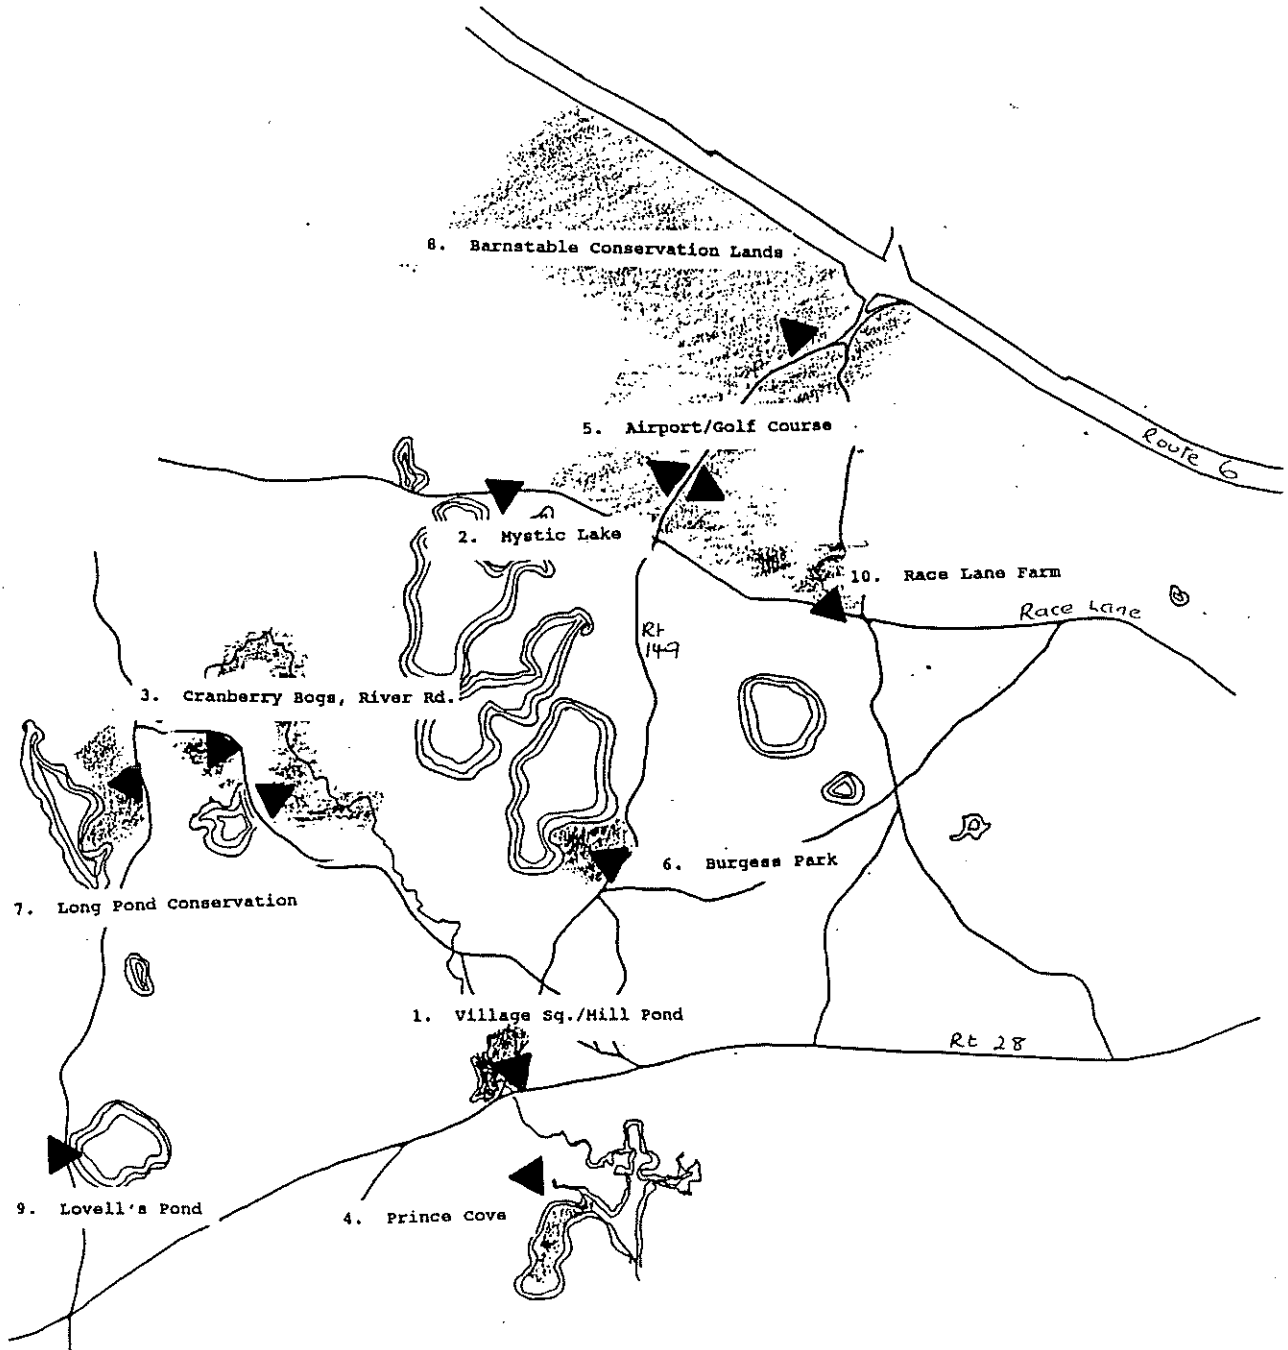 8. Barnstable Conservation Lands
5. Airport/Golf Course
Route 6
2. Mystic Lake
10. Race Lane Farm
Race Lane
Rt
149
3. Cranberry Bogs, River Rd.
6. Burgess Park
7. Long Pond Conservation
1. Village Sq./Mill Pond
Rt 28
9. Lovell's Pond
4. Prince Cove